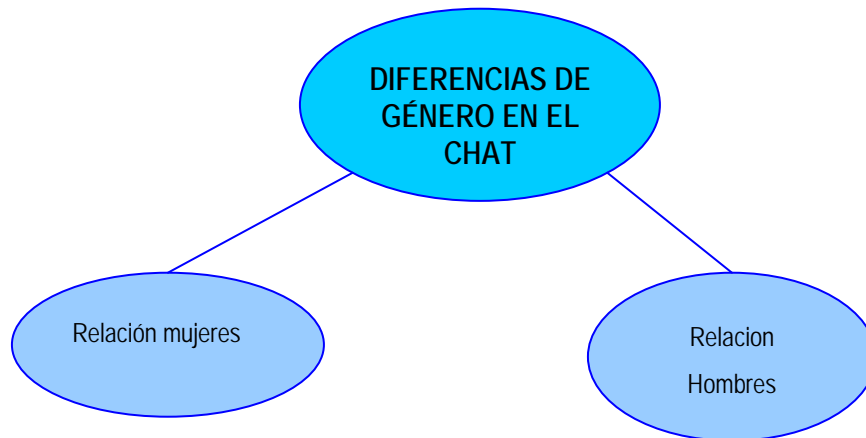 DIFERENCIAS DE
GÉNERO EN EL
CHAT
Relación mujeres
Relacion
Hombres